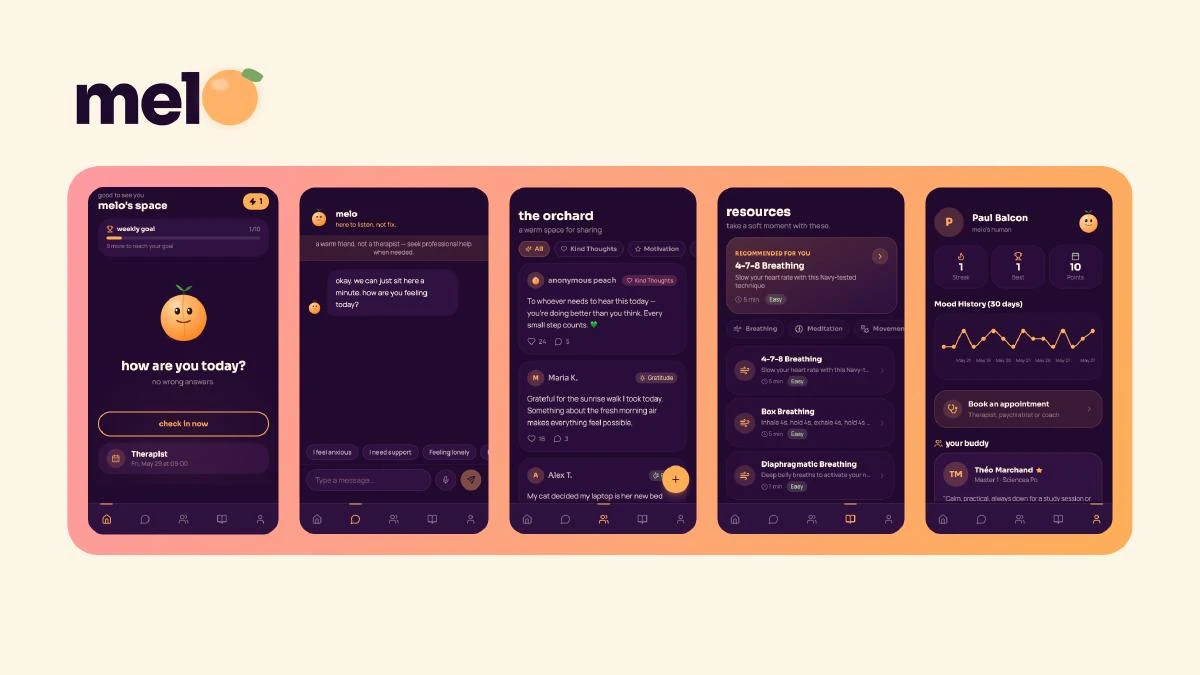 melo
good to see you
melo's space
1
weekly goal
1/10
9 more to reach your goal
how are you today?
no wrong answers.
check in now
Therapist
Fri, May 29 at 09:00
melo
here to listen, not fix.
a warm friend, not a therapist — seek professional help
when needed.
okay. we can just sit here a
minute. how are you feeling
today?
I feel anxious
I need support
Feeling lonely
Type a message...
the orchard
a warm space for sharing
All
Kind Thoughts
Motivation
anonymous peach
Kind Thoughts
To whoever needs to hear this today —
you're doing better than you think. Every
small step counts. 💚
24
5
M
Maria K.
Gratitude
Grateful for the sunrise walk I took today.
Something about the fresh morning air
makes everything feel possible.
18
3
A
Alex T.
My cat decided my laptop is her new bed
+
resources
take a soft moment with these.
RECOMMENDED FOR YOU
4-7-8 Breathing
Slow your heart rate with this Navy-tested
technique
5 min
Easy
Breathing
Meditation
Movemen
4-7-8 Breathing
Slow your heart rate with this Navy-t...
5 min
Easy
Box Breathing
Inhale 4s, hold 4s, exhale 4s, hold 4s ...
5 min
Easy
Diaphragmatic Breathing
Deep belly breaths to activate your n...
7 min
Easy
P
Paul Balcon
melo's human
1
Streak
1
Best
10
Points
Mood History (30 days)
May 21
May 27
Book an appointment
Therapist, psychiatrist or coach
your buddy
TM
Théo Marchand
Master 1 · Sciences Po
"Calm, practical, always down for a study session or